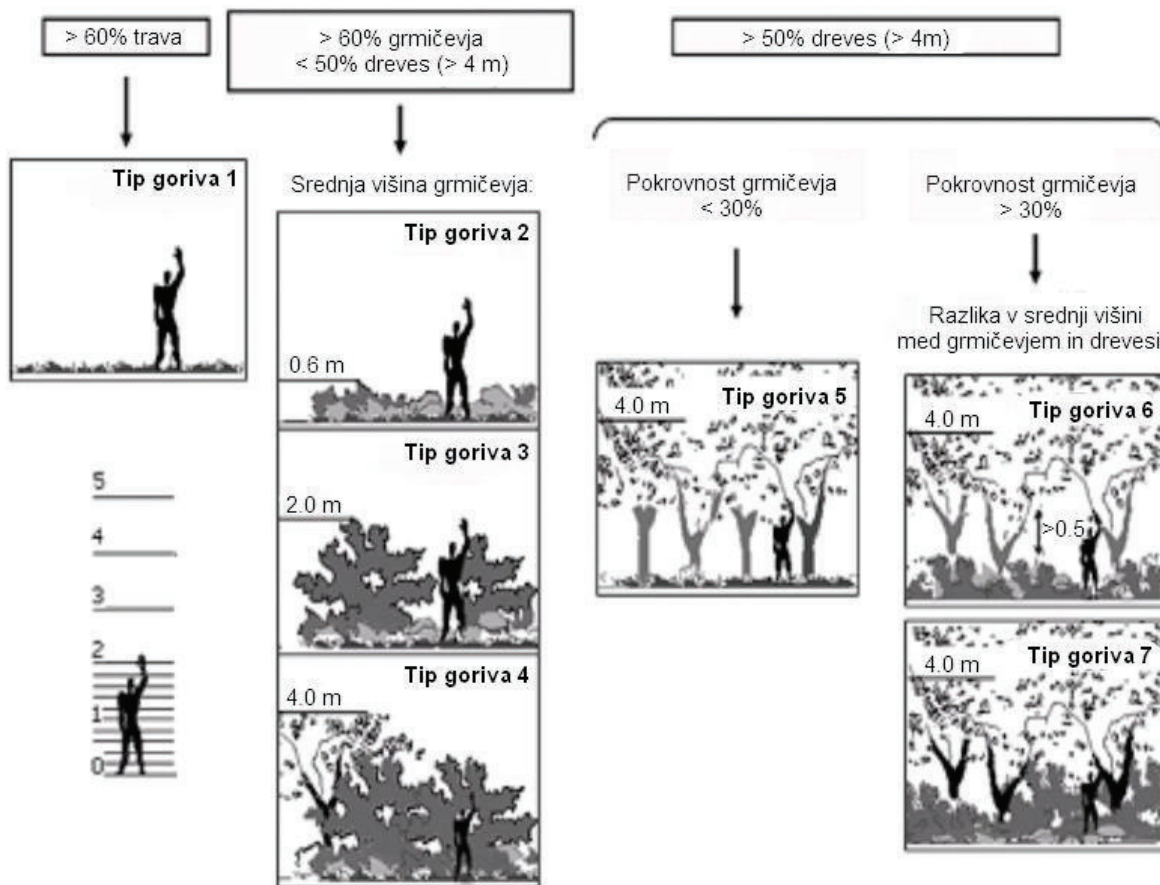 > 60% trava
> 60% grmičevja
< 50% dreves (> 4 m)
> 50% dreves (> 4m)
Tip goriva 1
Srednja višina grmičevja:
Tip goriva 2
0.6 m
Tip goriva 3
2.0 m
Tip goriva 4
4.0 m
Pokrovnost grmičevja
< 30%
Tip goriva 5
4.0 m
Pokrovnost grmičevja
> 30%
Razlika v srednji višini
med grmičevjem in drevesi
Tip goriva 6
4.0 m
>0.5
Tip goriva 7
4.0 m
5
4
3
2
1
0